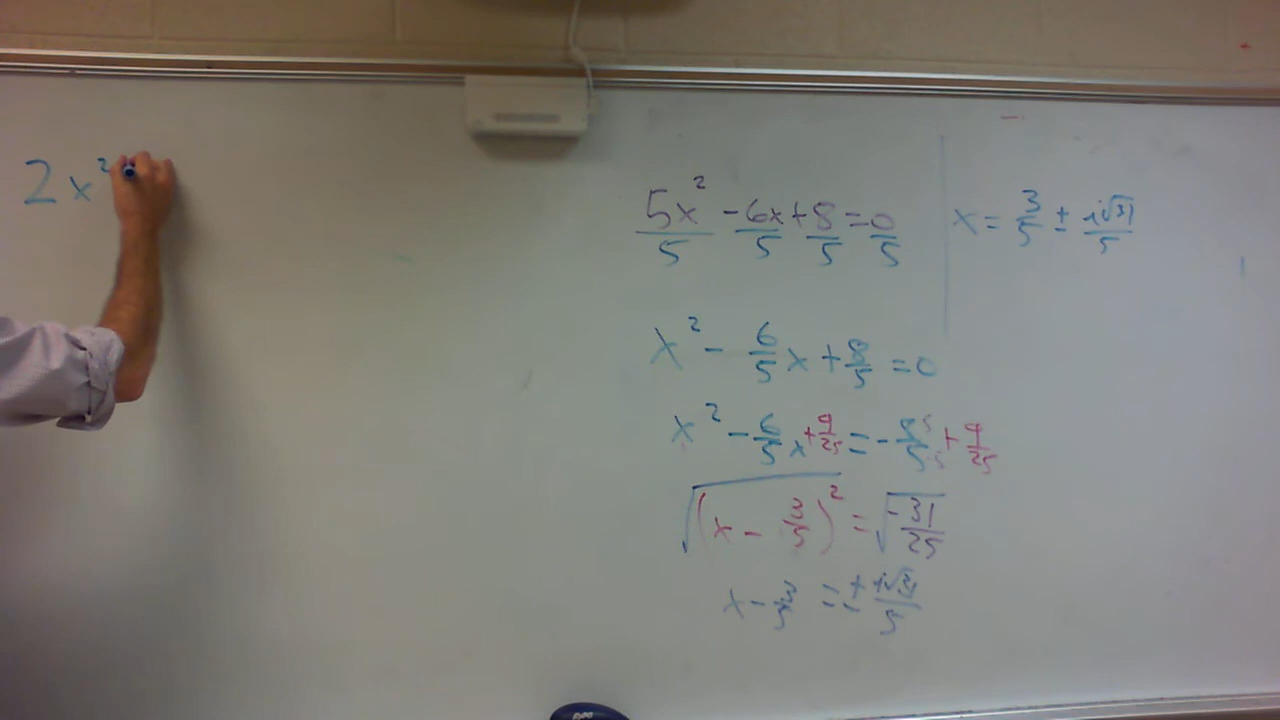 2x²
5x²/5 - 6x/5 + 8/5 = 0/5
x = 3/5 ± i√31/5
x² - 6/5 x + 8/5 = 0
x² - 6/5 x + 9/25 = - 8/5 + 9/25
√(x - 3/5)² = √-31/25
x - 3/5 = ± i√31/5